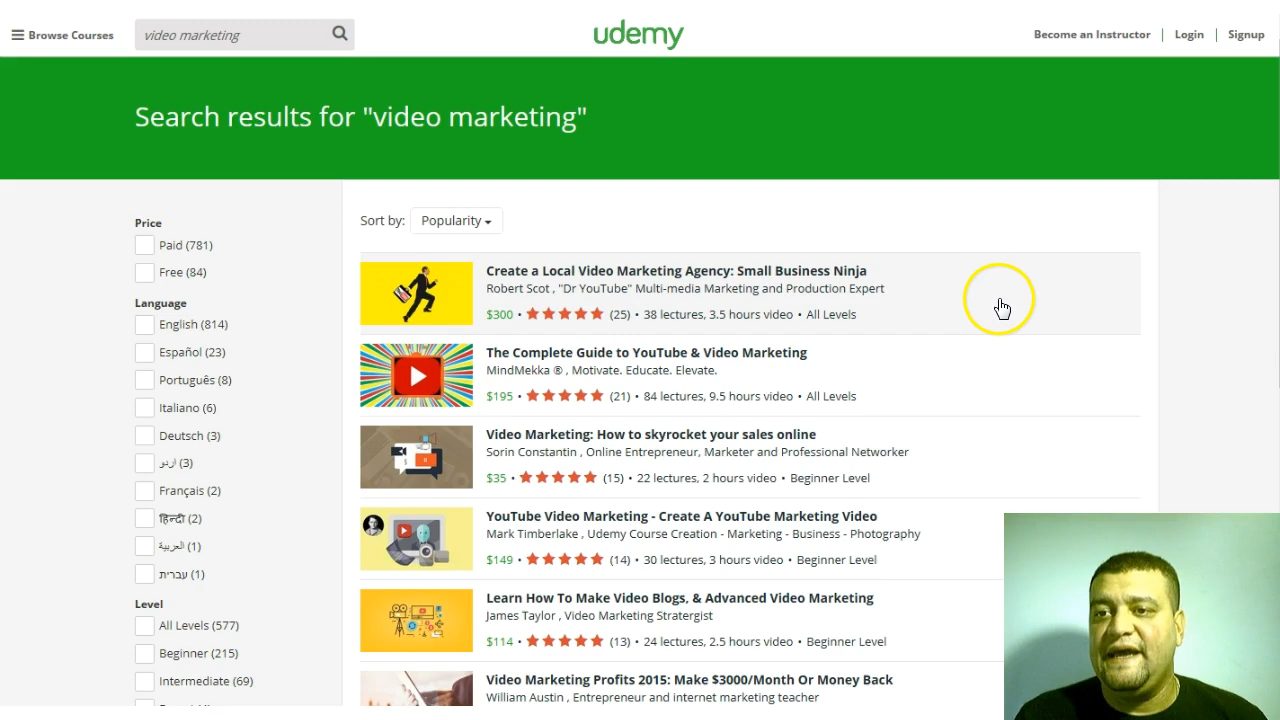 Browse Courses
video marketing
udemy
Become an Instructor
Login
Signup
Search results for "video marketing"
Price
Paid (781)
Free (84)
Language
English (814)
Español (23)
Português (8)
Italiano (6)
Deutsch (3)
اردو (3)
Français (2)
हिन्दी (2)
العربية (1)
עברית (1)
Level
All Levels (577)
Beginner (215)
Intermediate (69)
Sort by: Popularity
Create a Local Video Marketing Agency: Small Business Ninja
Robert Scot , "Dr YouTube" Multi-media Marketing and Production Expert
$300 • (25) • 38 lectures, 3.5 hours video • All Levels
The Complete Guide to YouTube & Video Marketing
MindMekka ® , Motivate. Educate. Elevate.
$195 • (21) • 84 lectures, 9.5 hours video • All Levels
Video Marketing: How to skyrocket your sales online
Sorin Constantin , Online Entrepreneur, Marketer and Professional Networker
$35 • (15) • 22 lectures, 2 hours video • Beginner Level
YouTube Video Marketing - Create A YouTube Marketing Video
Mark Timberlake , Udemy Course Creation - Marketing - Business - Photography
$149 • (14) • 30 lectures, 3 hours video • Beginner Level
Learn How To Make Video Blogs, & Advanced Video Marketing
James Taylor , Video Marketing Stratergist
$114 • (13) • 24 lectures, 2.5 hours video • Beginner Level
Video Marketing Profits 2015: Make $3000/Month Or Money Back
William Austin , Entrepreneur and internet marketing teacher